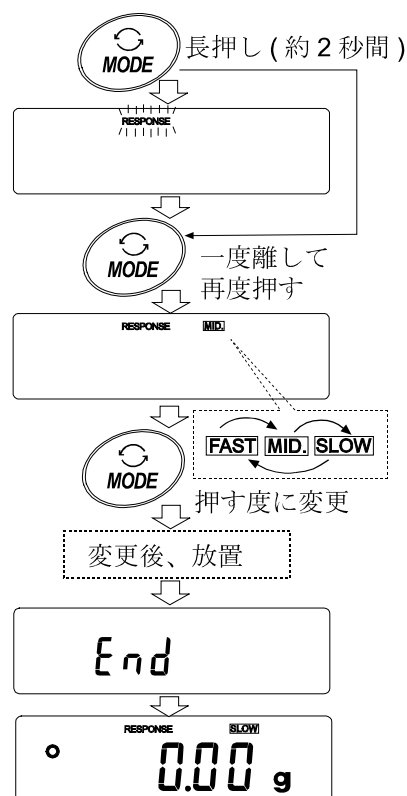 MODE
長押し ( 約 2 秒間 )
RESPONSE
MODE
一度離して
再度押す
RESPONSE MID.
FAST MID. SLOW
MODE
押す度に変更
変更後、放置
End
RESPONSE SLOW
0.00 g